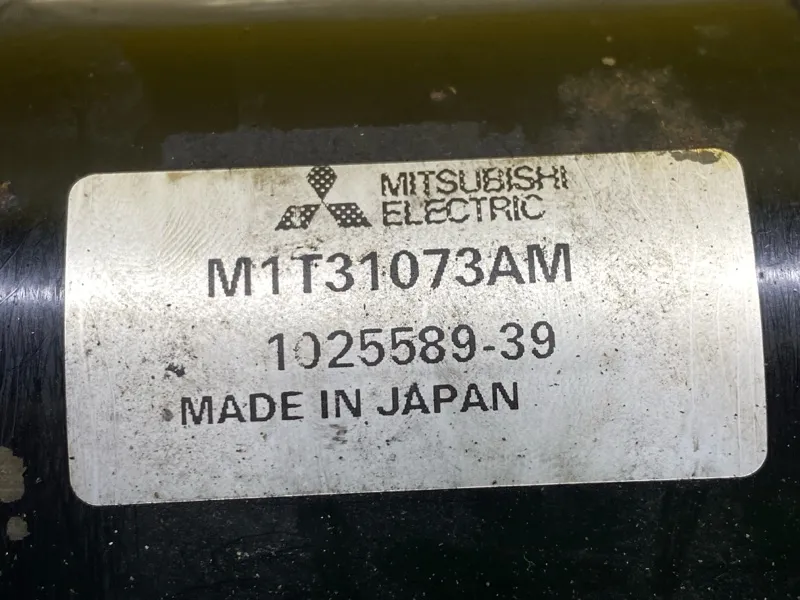 MITSUBISHI
ELECTRIC
M1T31073AM
1025589-39
MADE IN JAPAN